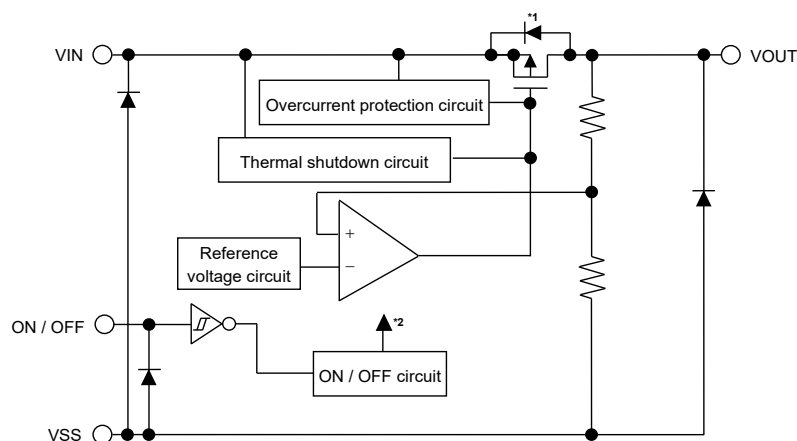 *1
VIN
VOUT
Overcurrent protection circuit
Thermal shutdown circuit
+
Reference
voltage circuit
−
ON / OFF
*2
ON / OFF circuit
VSS